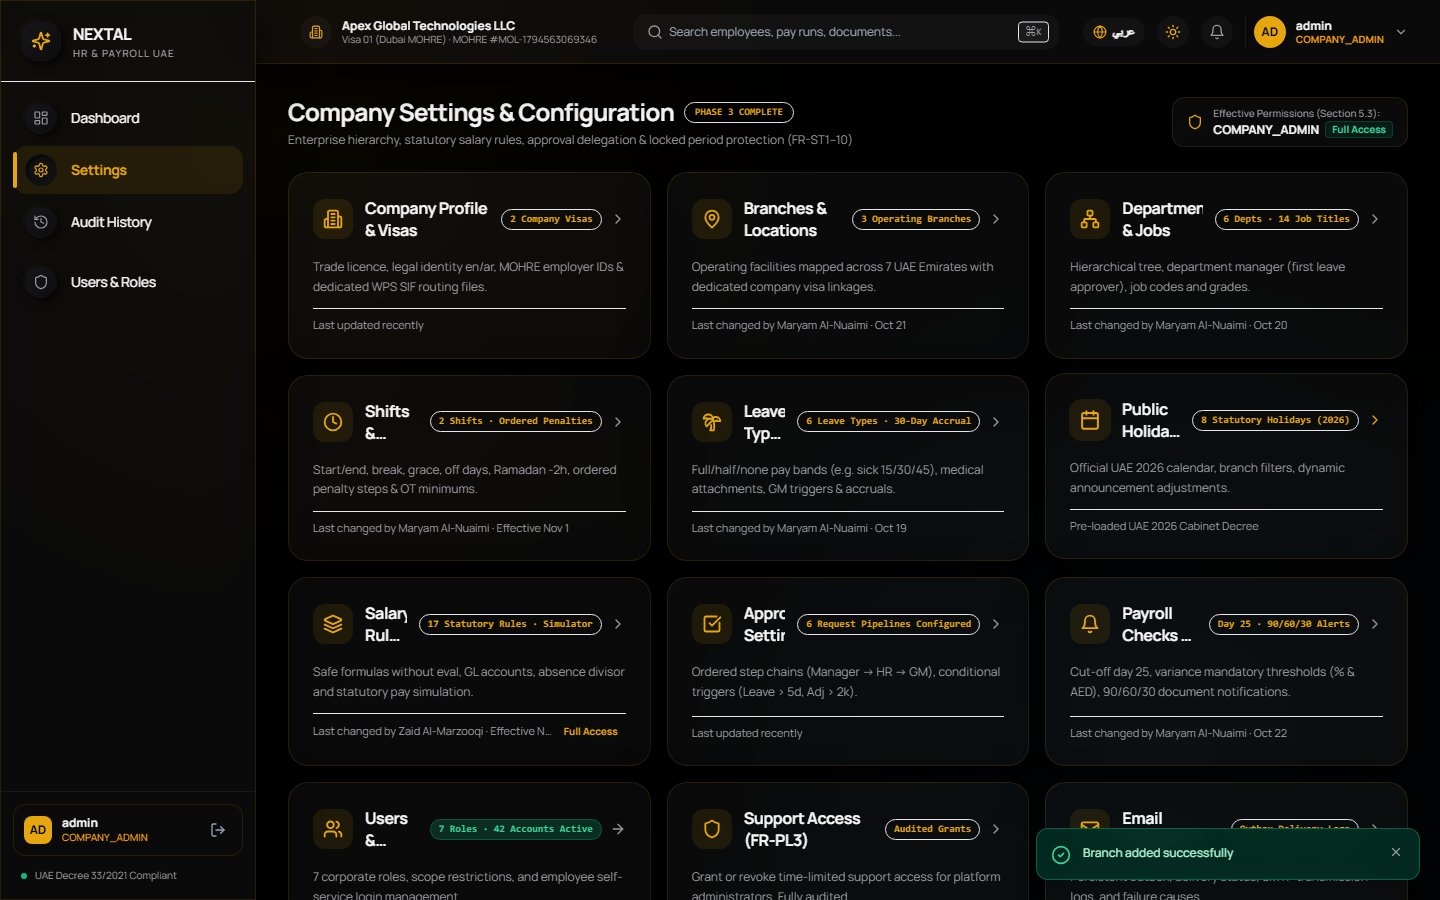 NEXTAL
HR & PAYROLL UAE
Dashboard
Settings
Audit History
Users & Roles
AD
admin
COMPANY_ADMIN
UAE Decree 33/2021 Compliant
Apex Global Technologies LLC
Visa 01 (Dubai MOHRE) · MOHRE #MOL-1794563069346
Search employees, pay runs, documents...
⌘K
عربي
AD
admin
COMPANY_ADMIN
Company Settings & Configuration
PHASE 3 COMPLETE
Enterprise hierarchy, statutory salary rules, approval delegation & locked period protection (FR-ST1–10)
Effective Permissions (Section 5.3):
COMPANY_ADMIN Full Access
Company Profile
& Visas
2 Company Visas
Trade licence, legal identity en/ar, MOHRE employer IDs &
dedicated WPS SIF routing files.
Last updated recently
Branches &
Locations
3 Operating Branches
Operating facilities mapped across 7 UAE Emirates with
dedicated company visa linkages.
Last changed by Maryam Al-Nuaimi · Oct 21
Departmen
& Jobs
6 Depts · 14 Job Titles
Hierarchical tree, department manager (first leave
approver), job codes and grades.
Last changed by Maryam Al-Nuaimi · Oct 20
Shifts
&...
2 Shifts · Ordered Penalties
Start/end, break, grace, off days, Ramadan -2h, ordered
penalty steps & OT minimums.
Last changed by Maryam Al-Nuaimi · Effective Nov 1
Leave
Typ...
6 Leave Types · 30-Day Accrual
Full/half/none pay bands (e.g. sick 15/30/45), medical
attachments, GM triggers & accruals.
Last changed by Maryam Al-Nuaimi · Oct 19
Public
Holida...
8 Statutory Holidays (2026)
Official UAE 2026 calendar, branch filters, dynamic
announcement adjustments.
Pre-loaded UAE 2026 Cabinet Decree
Salary
Rul...
17 Statutory Rules · Simulator
Safe formulas without eval, GL accounts, absence divisor
and statutory pay simulation.
Last changed by Zaid Al-Marzooqi · Effective N... Full Access
Appro
Settin
6 Request Pipelines Configured
Ordered step chains (Manager → HR → GM), conditional
triggers (Leave > 5d, Adj > 2k).
Last updated recently
Payroll
Checks ...
Day 25 · 90/60/30 Alerts
Cut-off day 25, variance mandatory thresholds (% &
AED), 90/60/30 document notifications.
Last changed by Maryam Al-Nuaimi · Oct 22
Users
&...
7 Roles · 42 Accounts Active
7 corporate roles, scope restrictions, and employee self-
service login management.
Support Access
(FR-PL3)
Audited Grants
Grant or revoke time-limited support access for platform
administrators. Fully audited.
Email
Branch added successfully
logs, and failure causes.